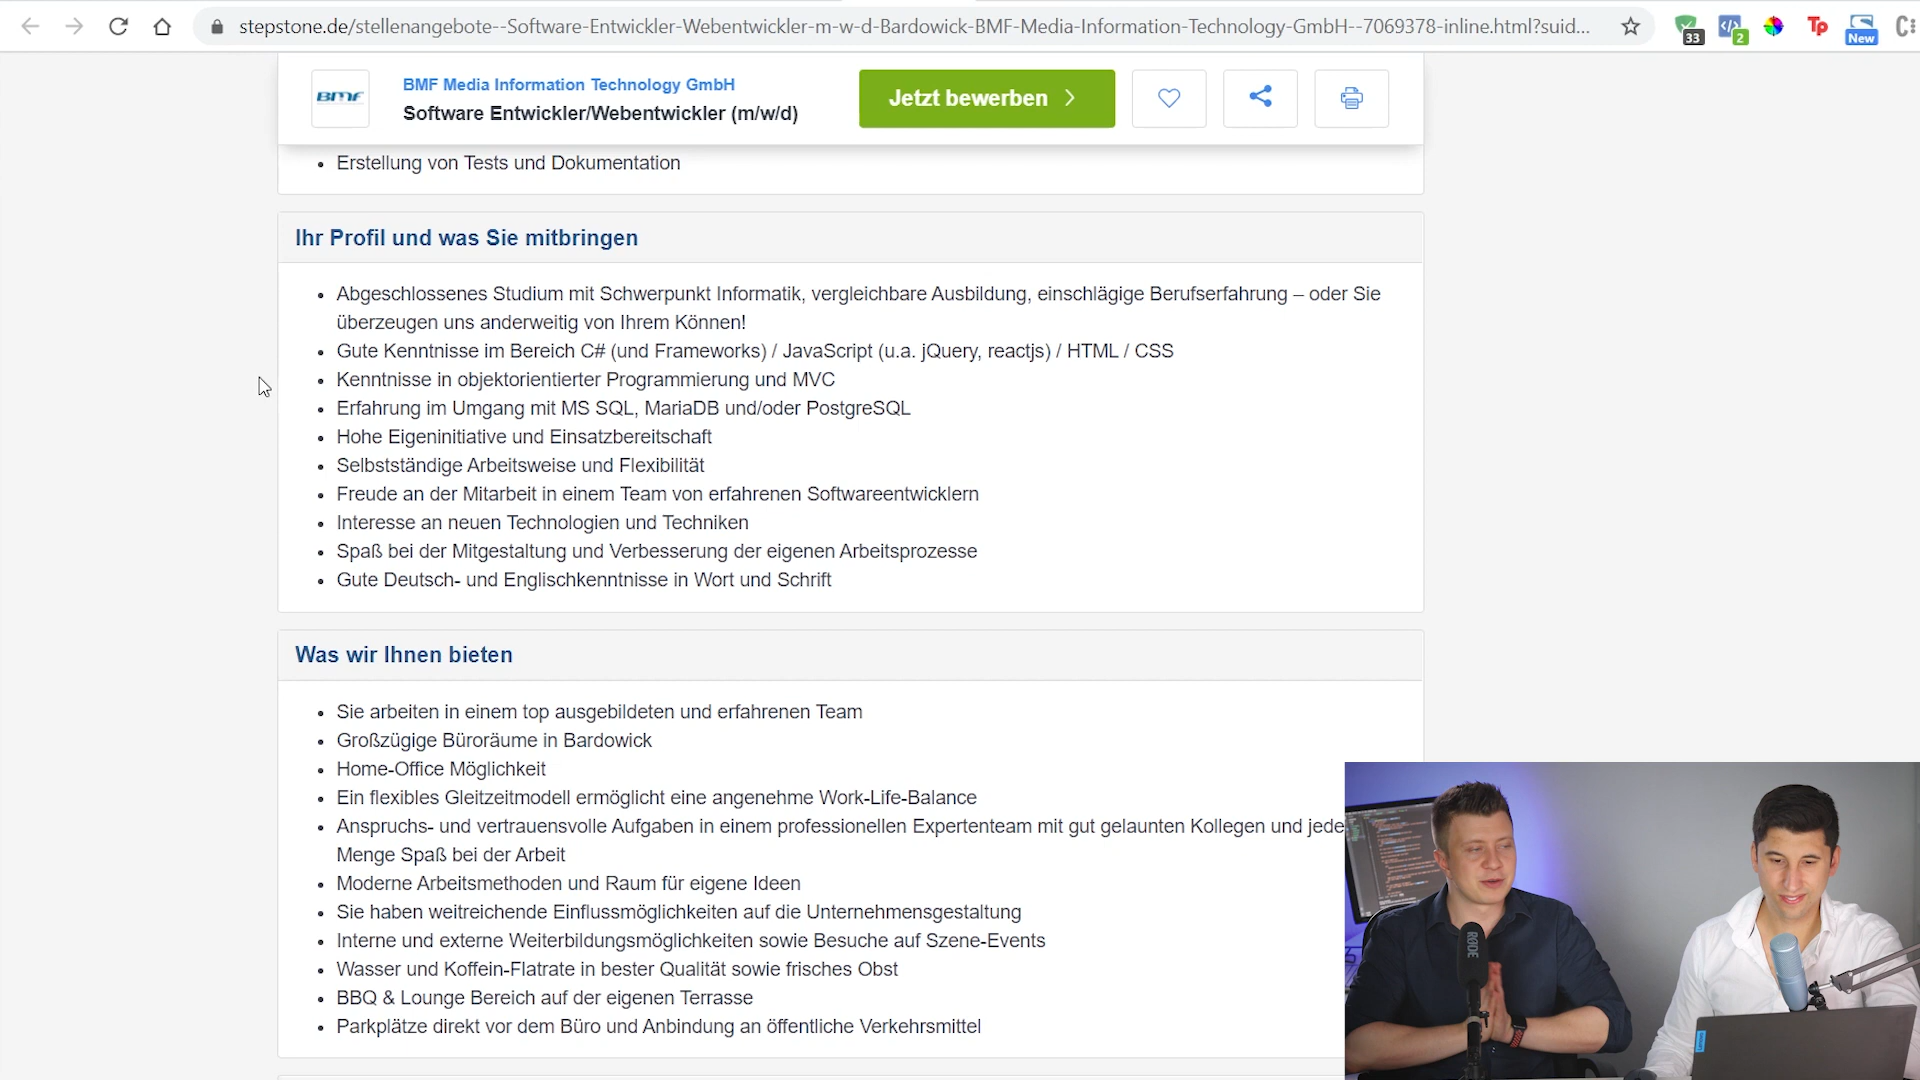 stepstone.de/stellenangebote--Software-Entwickler-Webentwickler-m-w-d-Bardowick-BMF-Media-Information-Technology-GmbH--7069378-inline.html?suid...
33
2
Tp
New
BMF
BMF Media Information Technology GmbH
Software Entwickler/Webentwickler (m/w/d)
Jetzt bewerben
• Erstellung von Tests und Dokumentation
Ihr Profil und was Sie mitbringen
• Abgeschlossenes Studium mit Schwerpunkt Informatik, vergleichbare Ausbildung, einschlägige Berufserfahrung – oder Sie
überzeugen uns anderweitig von Ihrem Können!
• Gute Kenntnisse im Bereich C# (und Frameworks) / JavaScript (u.a. jQuery, reactjs) / HTML / CSS
• Kenntnisse in objektorientierter Programmierung und MVC
• Erfahrung im Umgang mit MS SQL, MariaDB und/oder PostgreSQL
• Hohe Eigeninitiative und Einsatzbereitschaft
• Selbstständige Arbeitsweise und Flexibilität
• Freude an der Mitarbeit in einem Team von erfahrenen Softwareentwicklern
• Interesse an neuen Technologien und Techniken
• Spaß bei der Mitgestaltung und Verbesserung der eigenen Arbeitsprozesse
• Gute Deutsch- und Englischkenntnisse in Wort und Schrift
Was wir Ihnen bieten
• Sie arbeiten in einem top ausgebildeten und erfahrenen Team
• Großzügige Büroräume in Bardowick
• Home-Office Möglichkeit
• Ein flexibles Gleitzeitmodell ermöglicht eine angenehme Work-Life-Balance
• Anspruchs- und vertrauensvolle Aufgaben in einem professionellen Expertenteam mit gut gelaunten Kollegen und jede
Menge Spaß bei der Arbeit
• Moderne Arbeitsmethoden und Raum für eigene Ideen
• Sie haben weitreichende Einflussmöglichkeiten auf die Unternehmensgestaltung
• Interne und externe Weiterbildungsmöglichkeiten sowie Besuche auf Szene-Events
• Wasser und Koffein-Flatrate in bester Qualität sowie frisches Obst
• BBQ & Lounge Bereich auf der eigenen Terrasse
• Parkplätze direkt vor dem Büro und Anbindung an öffentliche Verkehrsmittel
RØDE
Lenovo